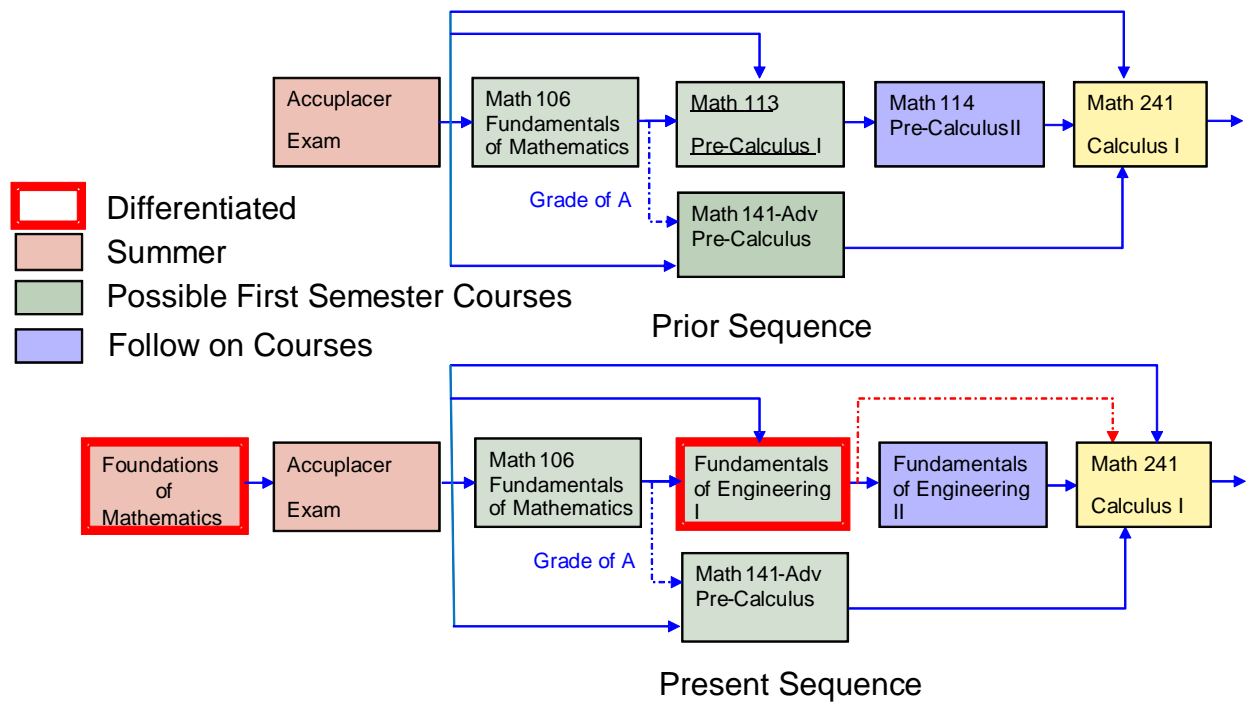 Accuplacer
Exam
Math 106
Fundamentals
of Mathematics
Math 113
Pre-Calculus I
Math 114
Pre-Calculus II
Math 241
Calculus I
Grade of A
Math 141-Adv
Pre-Calculus
Differentiated
Summer
Possible First Semester Courses
Follow on Courses
Prior Sequence
Foundations
of
Mathematics
Accuplacer
Exam
Math 106
Fundamentals
of Mathematics
Fundamentals
of Engineering
I
Fundamentals
of Engineering
II
Math 241
Calculus I
Grade of A
Math 141-Adv
Pre-Calculus
Present Sequence